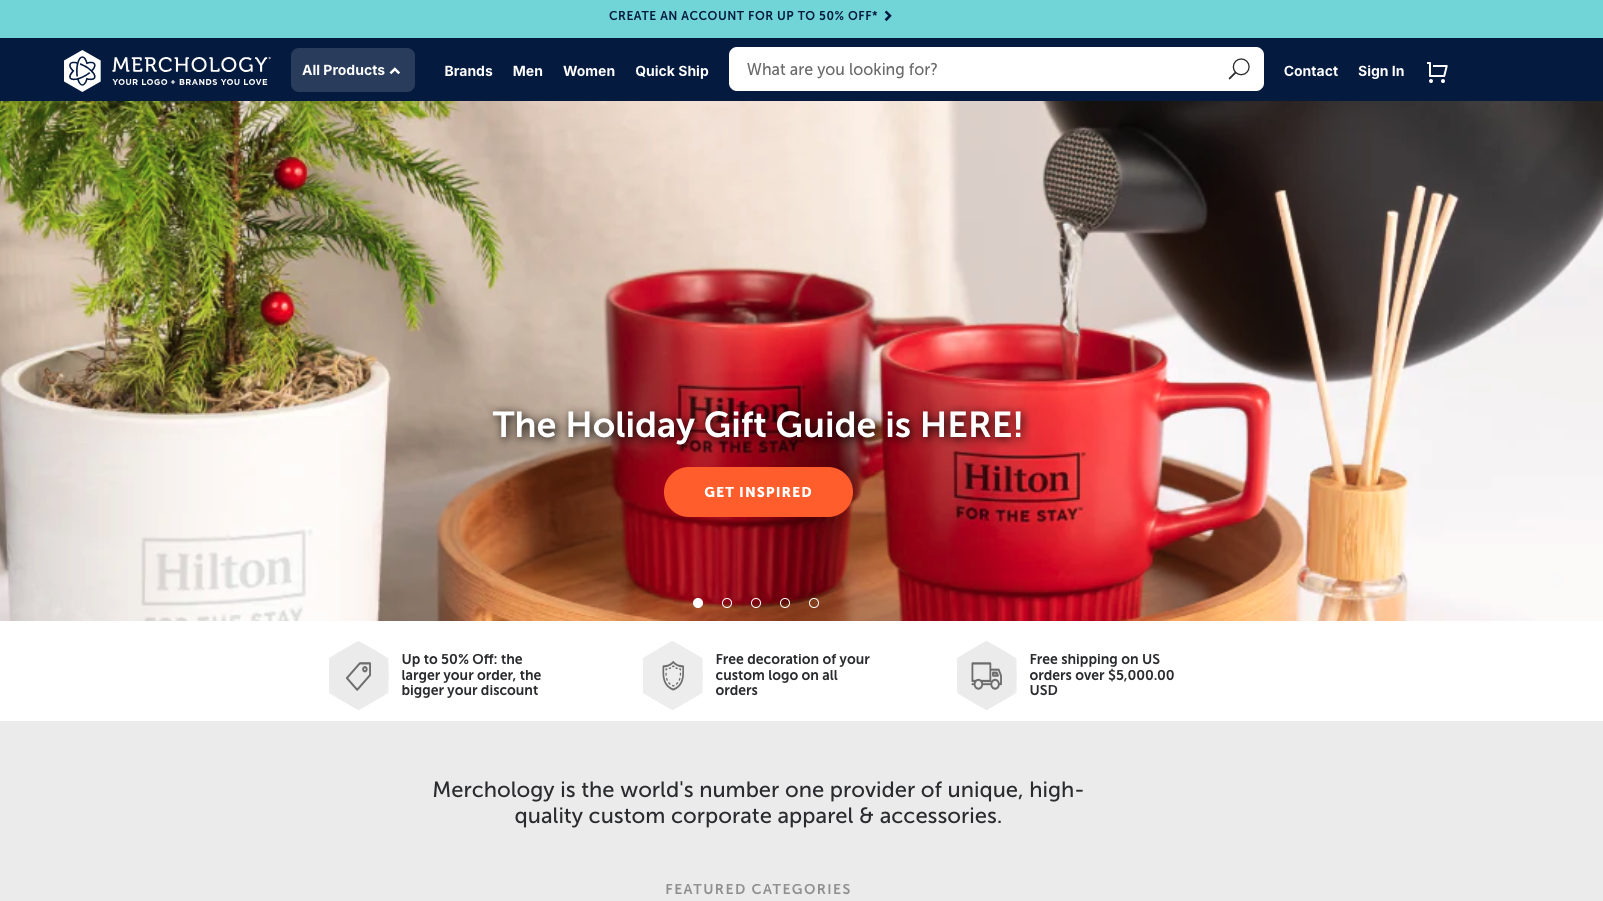 CREATE AN ACCOUNT FOR UP TO 50% OFF*
MERCHOLOGY
YOUR LOGO + BRANDS YOU LOVE
All Products
Brands
Men
Women
Quick Ship
What are you looking for?
Contact
Sign In
Hilton
FOR THE STAY
The Holiday Gift Guide is HERE!
GET INSPIRED
Hilton
FOR THE STAY™
Hilton
FOR THE STAY
Up to 50% Off: the
larger your order, the
bigger your discount
Free decoration of your
custom logo on all
orders
Free shipping on US
orders over $5,000.00
USD
Merchology is the world's number one provider of unique, high-
quality custom corporate apparel & accessories.
FEATURED CATEGORIES